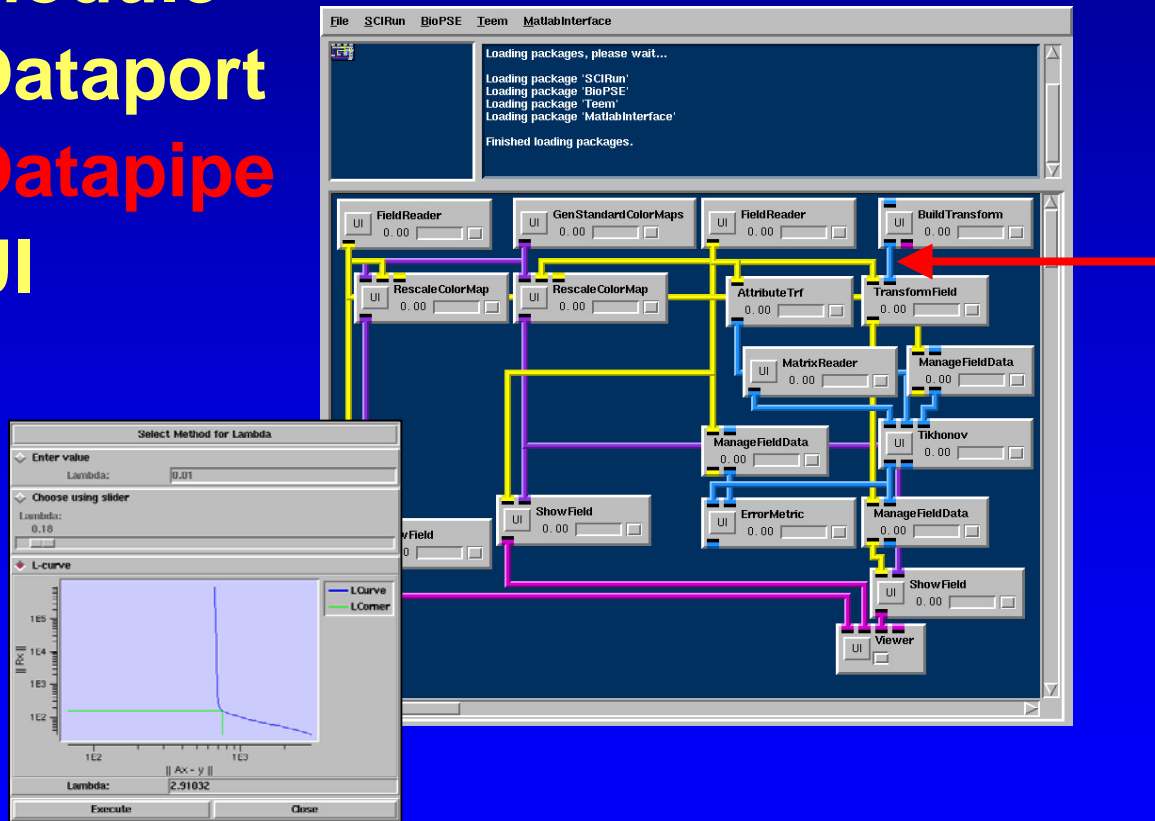 Dataport
Datapipe
UI
File SCIRun BioPSE Teem MatlabInterface
Loading packages, please wait...
Loading package 'SCIRun'
Loading package 'BioPSE'
Loading package 'Teem'
Loading package 'MatlabInterface'
Finished loading packages.
UI FieldReader 0.00
UI GenStandardColorMaps 0.00
UI FieldReader 0.00
UI BuildTransform 0.00
UI RescaleColorMap 0.00
UI RescaleColorMap 0.00
AttributeTrf 0.00
TransformField 0.00
UI MatrixReader 0.00
ManageFieldData 0.00
ManageFieldData 0.00
UI Tikhonov 0.00
UI ShowField 0.00
UI ErrorMetric 0.00
ManageFieldData 0.00
UI ShowField 0.00
UI Viewer
Select Method for Lambda
Enter value
Lambda: 0.01
Choose using slider
Lambda:
0.18
L-curve
LCurve
LCorner
|| Rx ||
1E5
1E4
1E3
1E2
1E2 1E3
|| Ax - y ||
Lambda: 2.91032
Execute Close